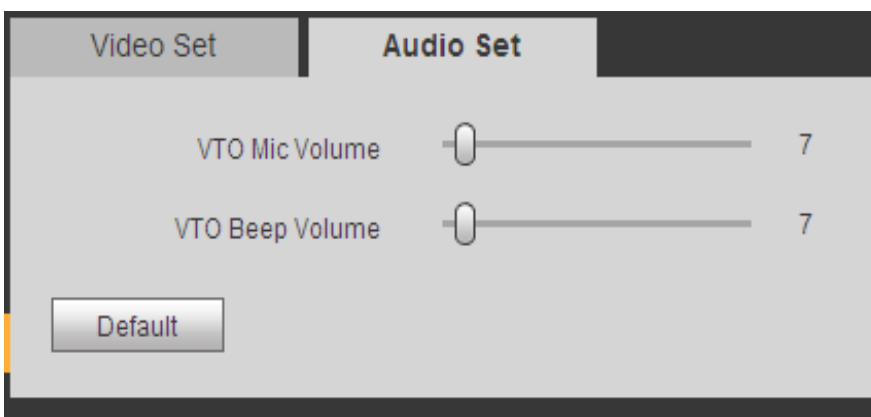 Video Set
Audio Set
VTO Mic Volume 7
VTO Beep Volume 7
Default